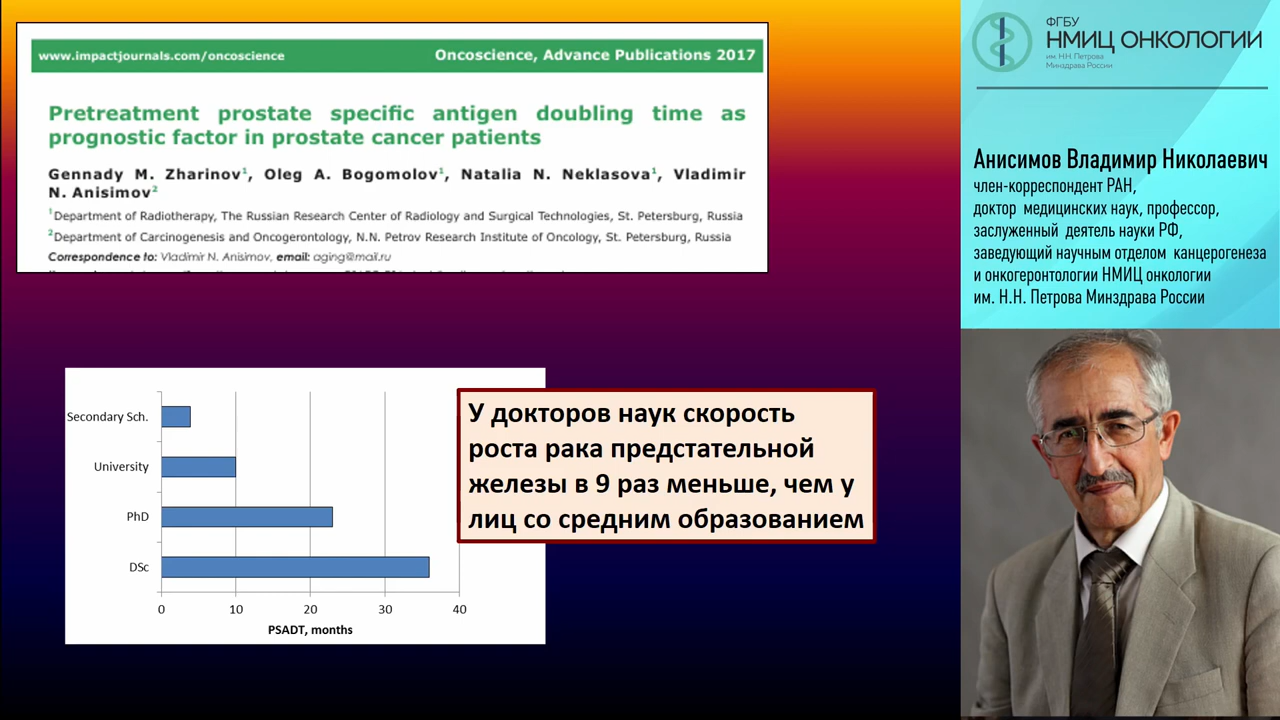 www.impactjournals.com/oncoscience
Oncoscience, Advance Publications 2017
Pretreatment prostate specific antigen doubling time as
prognostic factor in prostate cancer patients
Gennady M. Zharinov1, Oleg A. Bogomolov1, Natalia N. Neklasova1, Vladimir
N. Anisimov2
1Department of Radiotherapy, The Russian Research Center of Radiology and Surgical Technologies, St. Petersburg, Russia
2Department of Carcinogenesis and Oncogerontology, N.N. Petrov Research Institute of Oncology, St. Petersburg, Russia
Correspondence to: Vladimir N. Anisimov, email: aging@mail.ru
Secondary Sch.
University
PhD
DSc
0 10 20 30 40
PSADT, months
У докторов наук скорость
роста рака предстательной
железы в 9 раз меньше, чем у
лиц со средним образованием
ФГБУ
НМИЦ ОНКОЛОГИИ
им. Н.Н. Петрова
Минздрава России
Анисимов Владимир Николаевич
член-корреспондент РАН,
доктор медицинских наук, профессор,
заслуженный деятель науки РФ,
заведующий научным отделом канцерогенеза
и онкогеронтологии НМИЦ онкологии
им. Н.Н. Петрова Минздрава России